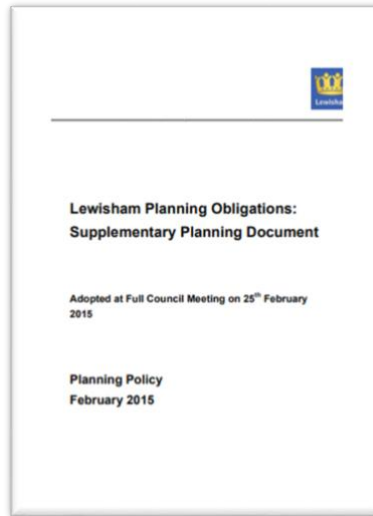 Lewisham
Lewisham Planning Obligations:
Supplementary Planning Document
Adopted at Full Council Meeting on 25th February
2015
Planning Policy
February 2015